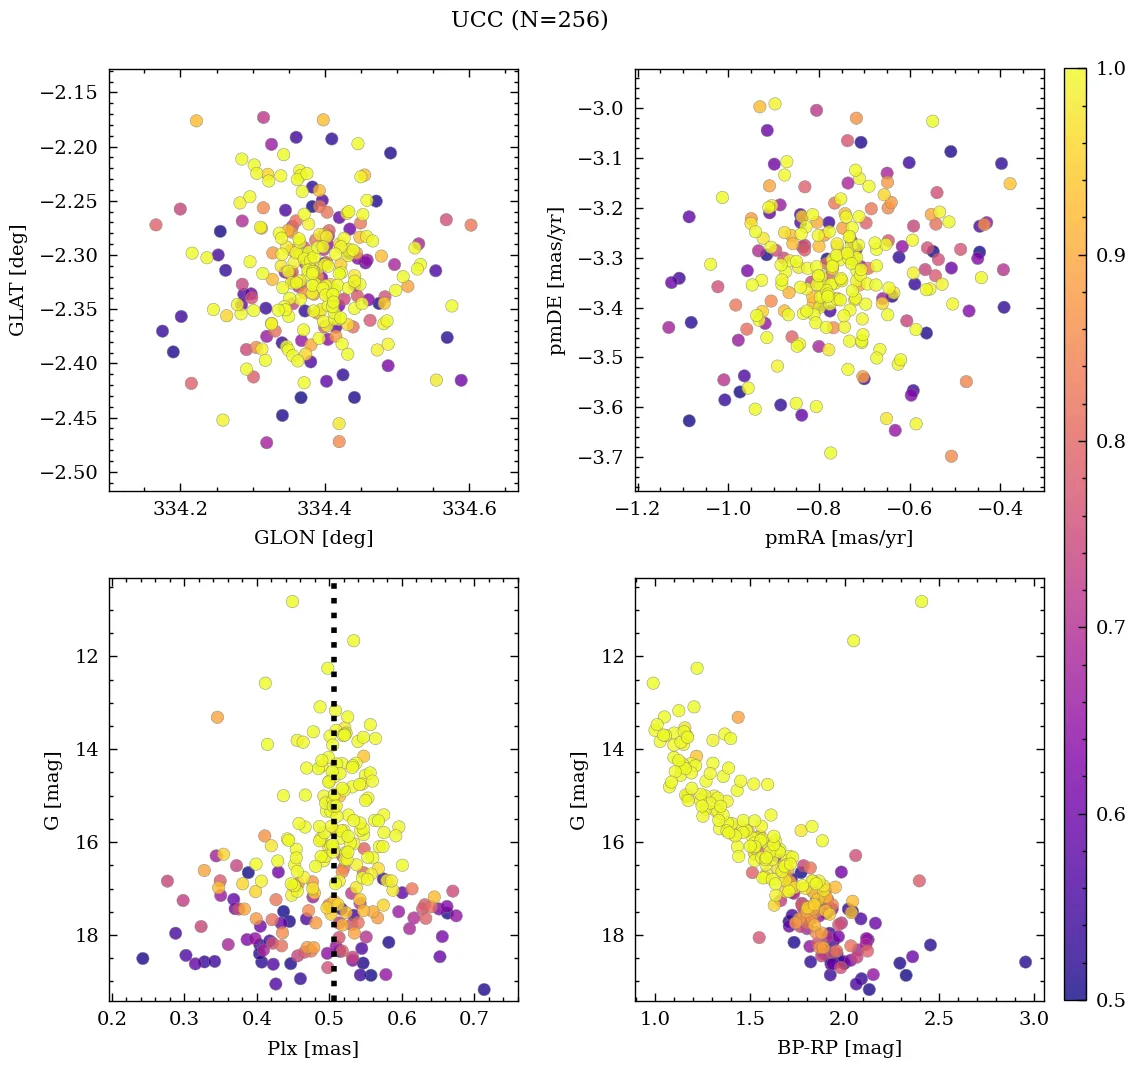 UCC (N=256)
−2.15
−2.20
−2.25
−2.30
−2.35
−2.40
−2.45
−2.50
GLAT [deg]
334.2 334.4 334.6
GLON [deg]
−3.0
−3.1
−3.2
−3.3
−3.4
−3.5
−3.6
−3.7
pmDE [mas/yr]
−1.2 −1.0 −0.8 −0.6 −0.4
pmRA [mas/yr]
12
14
16
18
G [mag]
0.2 0.3 0.4 0.5 0.6 0.7
Plx [mas]
12
14
16
18
G [mag]
1.0 1.5 2.0 2.5 3.0
BP-RP [mag]
1.0
0.9
0.8
0.7
0.6
0.5